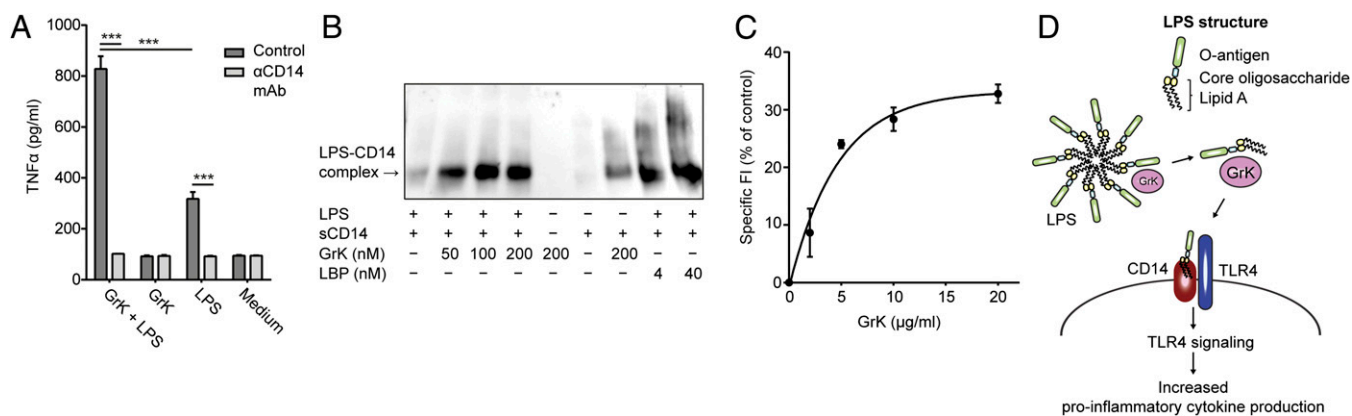 A
1000
800
600
400
200
0
TNFα (pg/ml)
***
***
***
Control
αCD14
mAb
GrK + LPS
GrK
LPS
Medium
B
LPS-CD14
complex →
LPS + + + + − + + + +
sCD14 + + + + − + + + +
GrK (nM) − 50 100 200 200 − 200 − −
LBP (nM) − − − − − − − 4 40
C
40
30
20
10
0
Specific FI (% of control)
0 5 10 15 20
GrK (µg/ml)
D
LPS structure
O-antigen
Core oligosaccharide
Lipid A
GrK
GrK
LPS
CD14
TLR4
TLR4 signaling
Increased
pro-inflammatory cytokine production